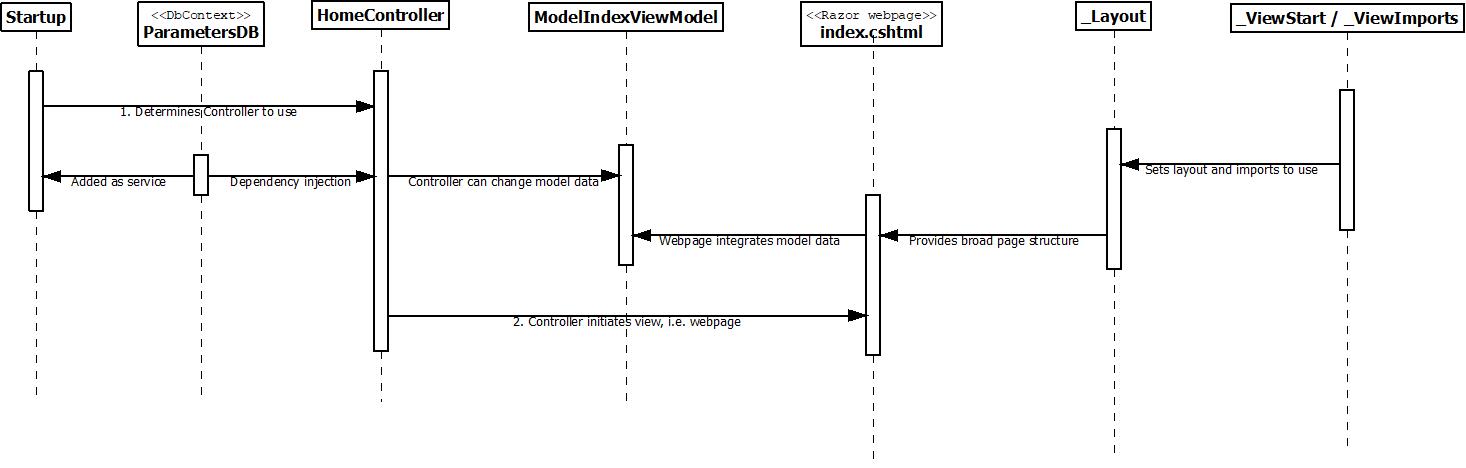 Startup
<<DbContext>>
ParametersDB
HomeController
ModelIndexViewModel
<<Razor webpage>>
index.cshtml
_Layout
_ViewStart / _ViewImports
1. Determines Controller to use
Added as service
Dependency injection
Controller can change model data
Sets layout and imports to use
Webpage integrates model data
Provides broad page structure
2. Controller initiates view, i.e. webpage